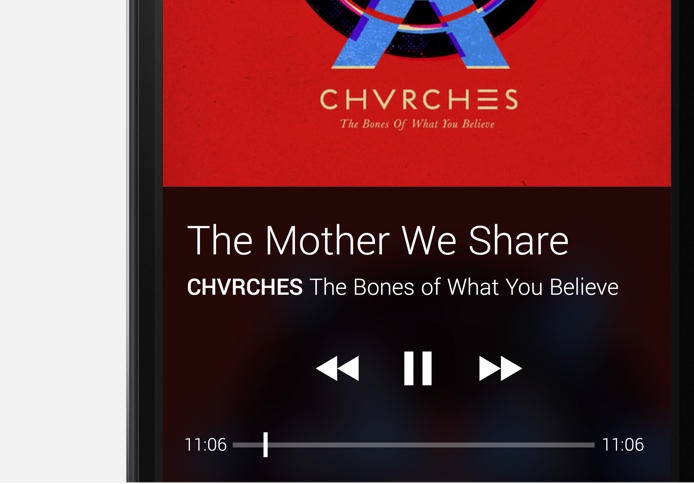 CHVRCHES
The Bones Of What You Believe
The Mother We Share
CHVRCHES The Bones of What You Believe
11:06 11:06